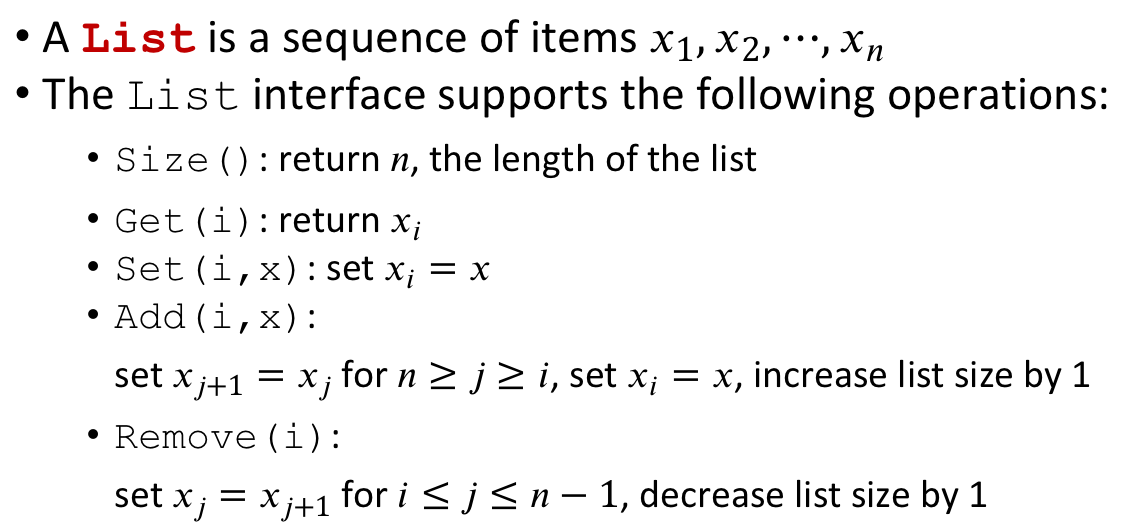 • A List is a sequence of items x₁, x₂, ⋯, xₙ
• The List interface supports the following operations:
• Size(): return n, the length of the list
• Get(i): return xᵢ
• Set(i,x): set xᵢ = x
• Add(i,x):
set xⱼ₊₁ = xⱼ for n ≥ j ≥ i, set xᵢ = x, increase list size by 1
• Remove(i):
set xⱼ = xⱼ₊₁ for i ≤ j ≤ n − 1, decrease list size by 1